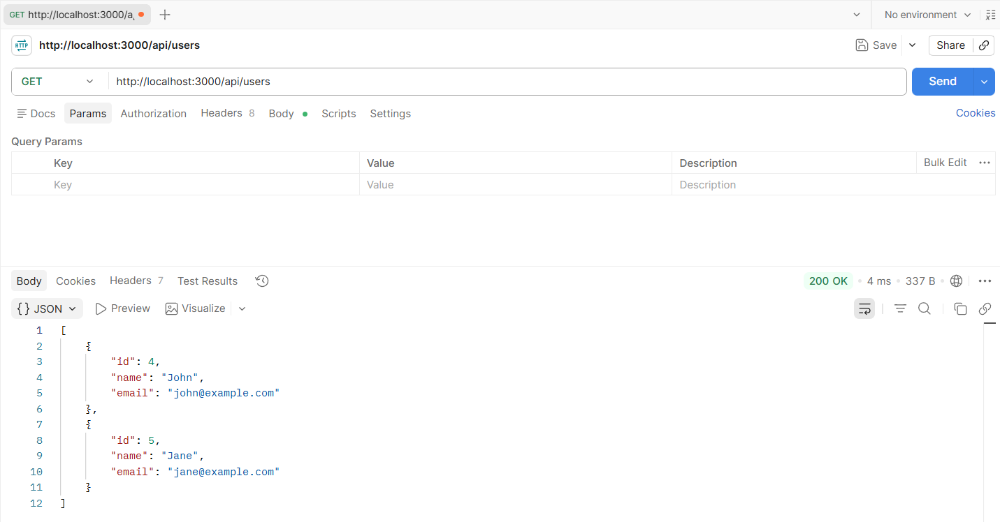 GET http://localhost:3000/a
No environment
HTTP http://localhost:3000/api/users
Save Share
GET http://localhost:3000/api/users Send
Docs Params Authorization Headers 8 Body Scripts Settings Cookies
Query Params
Key Value Description Bulk Edit
Key Value Description
Body Cookies Headers 7 Test Results 200 OK 4 ms 337 B
{} JSON Preview Visualize
1 [
2 {
3 "id": 4,
4 "name": "John",
5 "email": "john@example.com"
6 },
7 {
8 "id": 5,
9 "name": "Jane",
10 "email": "jane@example.com"
11 }
12 ]